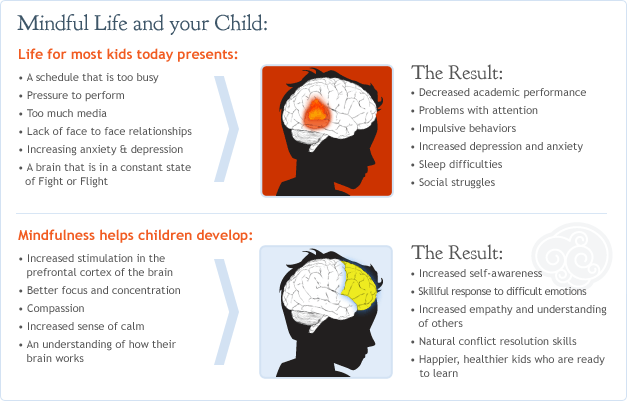 Mindful Life and your Child:
Life for most kids today presents:
• A schedule that is too busy
• Pressure to perform
• Too much media
• Lack of face to face relationships
• Increasing anxiety & depression
• A brain that is in a constant state
of Fight or Flight
The Result:
• Decreased academic performance
• Problems with attention
• Impulsive behaviors
• Increased depression and anxiety
• Sleep difficulties
• Social struggles
Mindfulness helps children develop:
• Increased stimulation in the
prefrontal cortex of the brain
• Better focus and concentration
• Compassion
• Increased sense of calm
• An understanding of how their
brain works
The Result:
• Increased self-awareness
• Skillful response to difficult emotions
• Increased empathy and understanding
of others
• Natural conflict resolution skills
• Happier, healthier kids who are ready
to learn